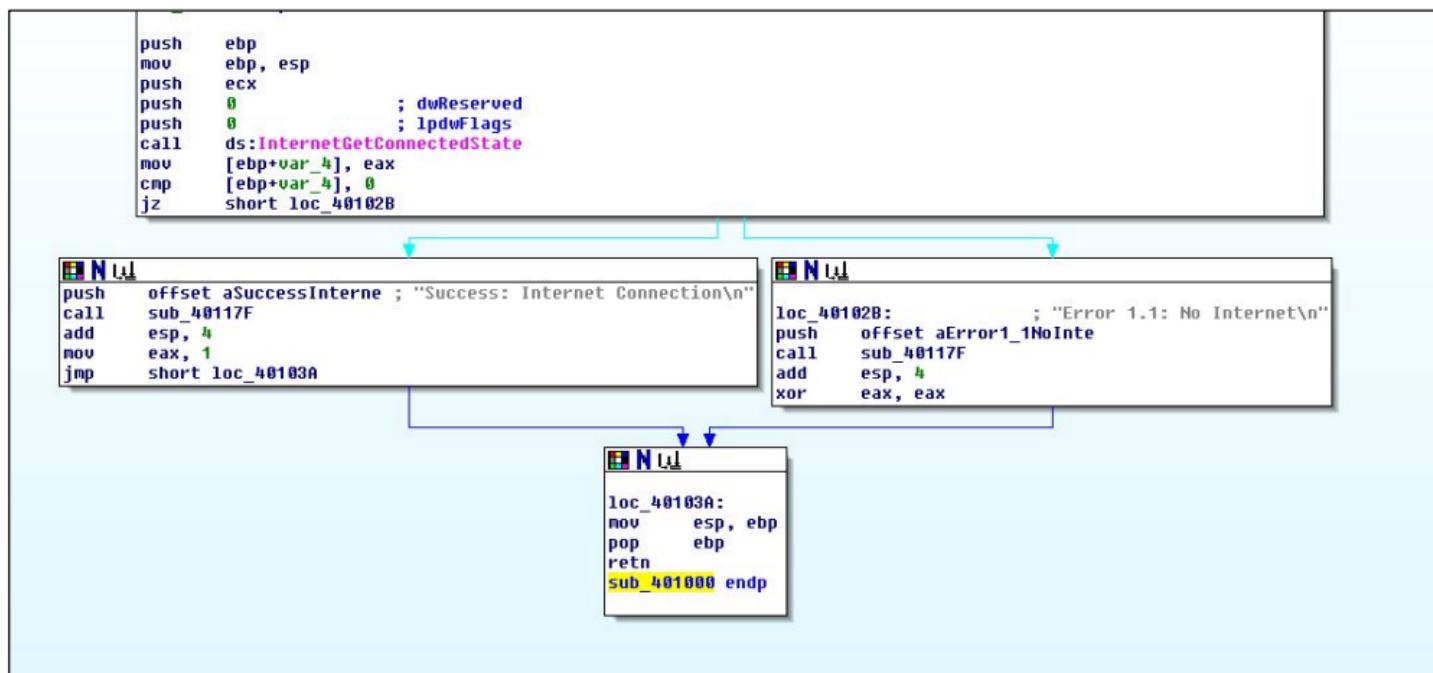 push ebp
mov ebp, esp
push ecx
push 0 ; dwReserved
push 0 ; lpdwFlags
call ds:InternetGetConnectedState
mov [ebp+var_4], eax
cmp [ebp+var_4], 0
jz short loc_40102B
N
push offset aSuccessInterne ; "Success: Internet Connection\n"
call sub_40117F
add esp, 4
mov eax, 1
jmp short loc_40103A
N
loc_40102B: ; "Error 1.1: No Internet\n"
push offset aError1_1NoInte
call sub_40117F
add esp, 4
xor eax, eax
N
loc_40103A:
mov esp, ebp
pop ebp
retn
sub_401000 endp